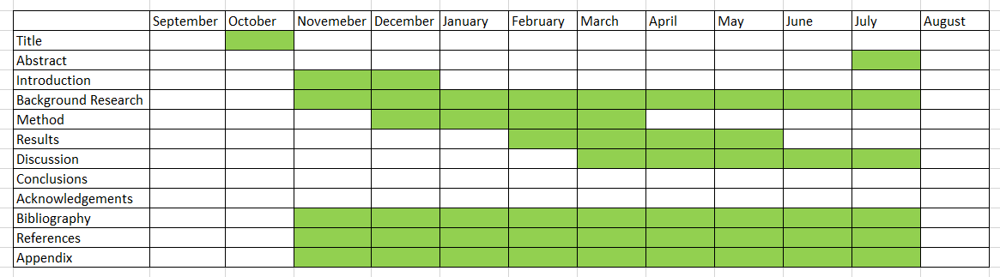 September October Novemeber December January February March April May June July August
Title
Abstract
Introduction
Background Research
Method
Results
Discussion
Conclusions
Acknowledgements
Bibliography
References
Appendix